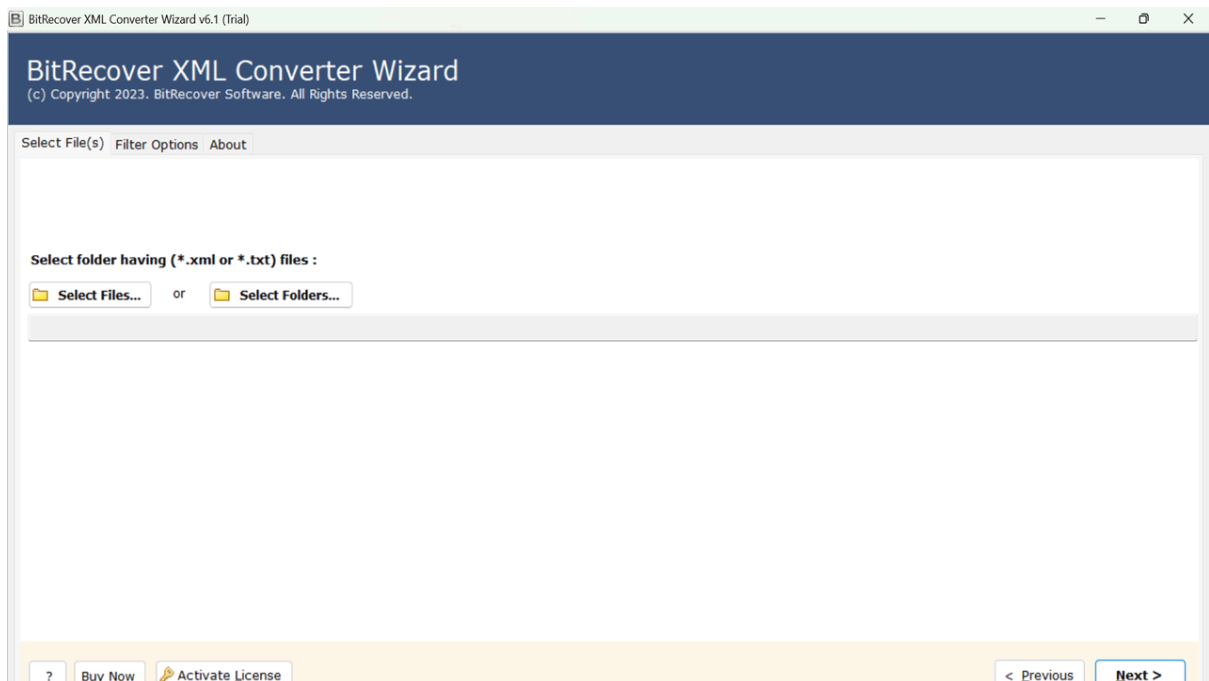 BitRecover XML Converter Wizard v6.1 (Trial)
BitRecover XML Converter Wizard
(c) Copyright 2023. BitRecover Software. All Rights Reserved.
Select File(s) Filter Options About
Select folder having (*.xml or *.txt) files :
Select Files... or Select Folders...
? Buy Now Activate License < Previous Next >